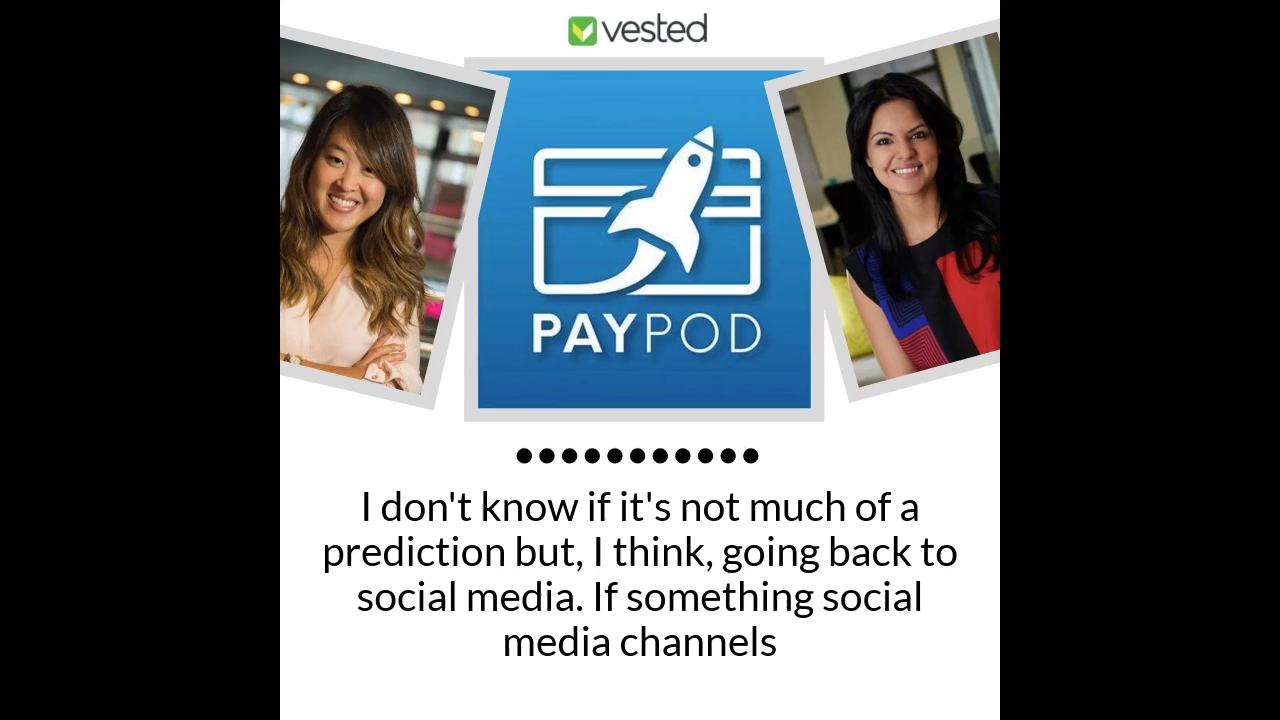 vested
PAYPOD
I don't know if it's not much of a
prediction but, I think, going back to
social media. If something social
media channels